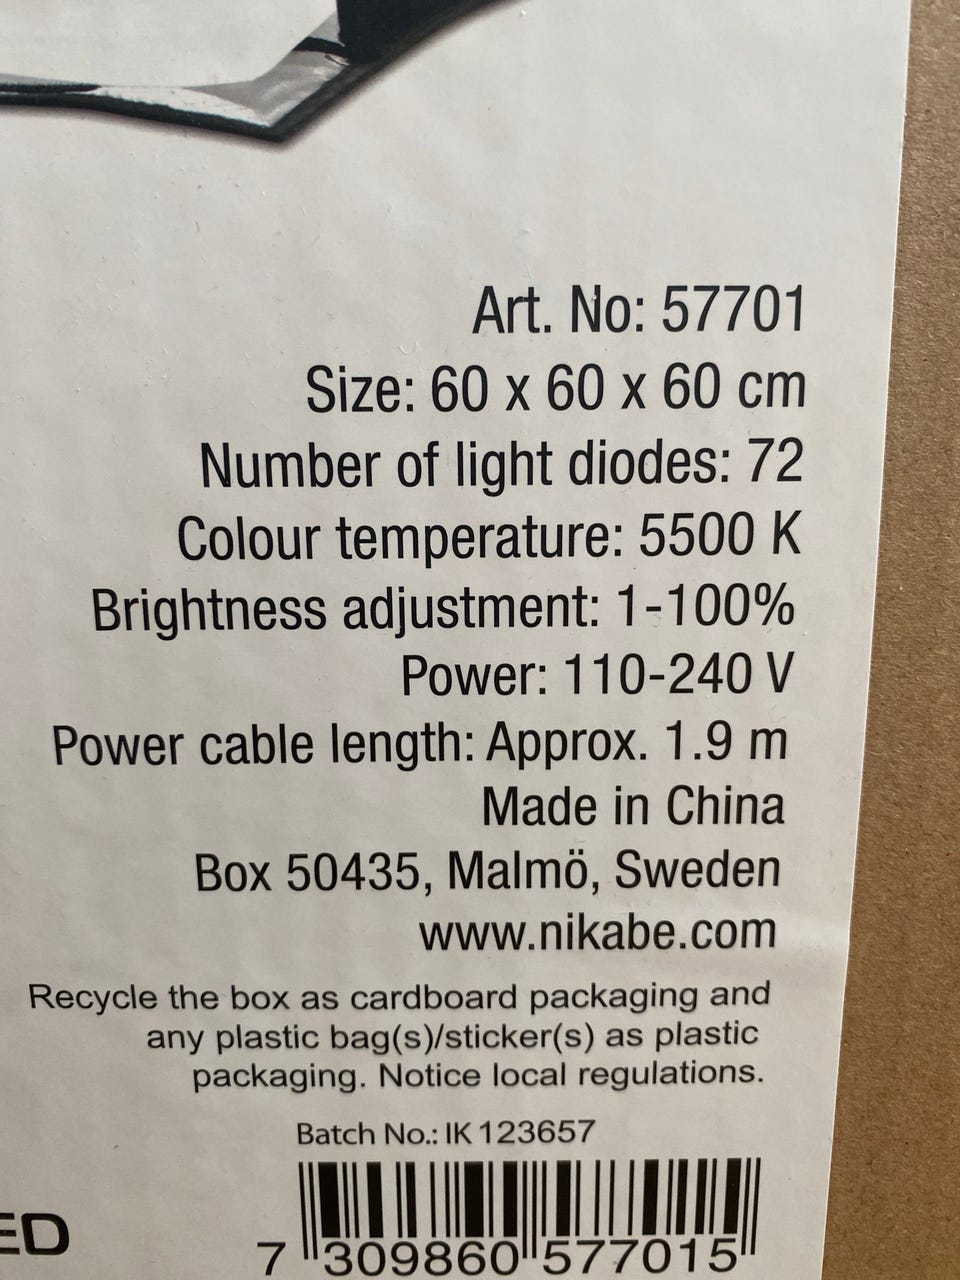 Art. No: 57701
Size: 60 x 60 x 60 cm
Number of light diodes: 72
Colour temperature: 5500 K
Brightness adjustment: 1-100%
Power: 110-240 V
Power cable length: Approx. 1.9 m
Made in China
Box 50435, Malmö, Sweden
www.nikabe.com
Recycle the box as cardboard packaging and
any plastic bag(s)/sticker(s) as plastic
packaging. Notice local regulations.
Batch No.: IK 123657
ED
7 309860 577015